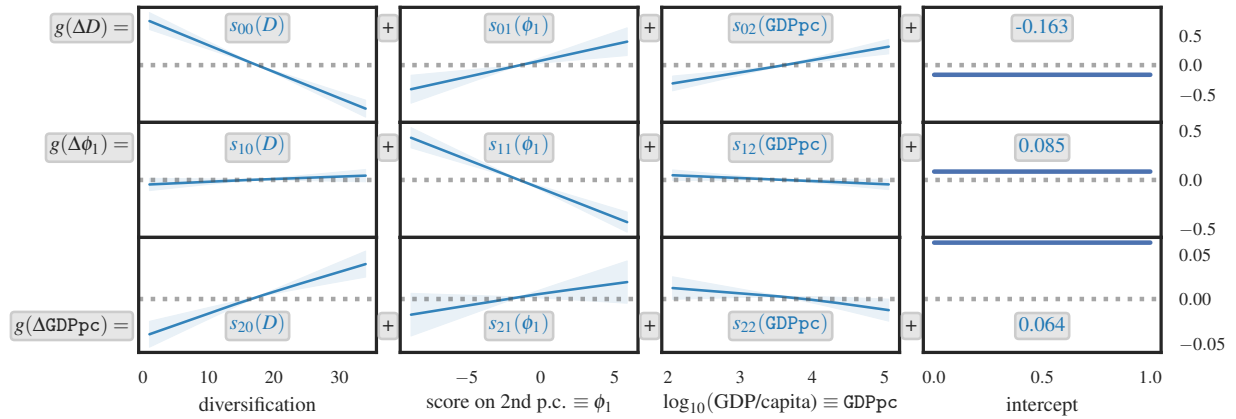 g(ΔD) = s₀₀(D) + s₀₁(ϕ₁) + s₀₂(GDPpc) + -0.163
0.5
0.0
−0.5
g(Δϕ₁) = s₁₀(D) + s₁₁(ϕ₁) + s₁₂(GDPpc) + 0.085
0.5
0.0
−0.5
0.05
0.00
g(ΔGDPpc) = s₂₀(D) + s₂₁(ϕ₁) + s₂₂(GDPpc) + 0.064
−0.05
0 10 20 30 −5 0 5 2 3 4 5 0.0 0.5 1.0
diversification score on 2nd p.c. ≡ ϕ₁ log₁₀(GDP/capita) ≡ GDPpc intercept